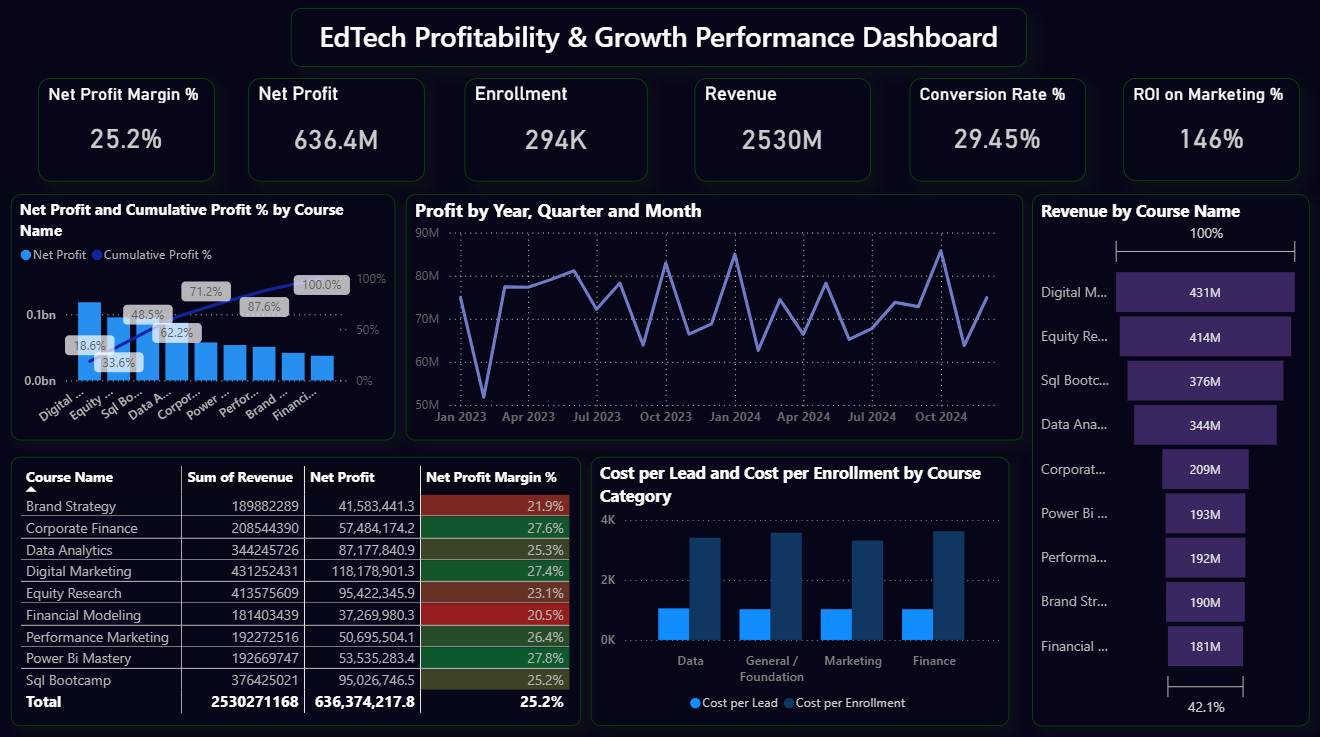 EdTech Profitability & Growth Performance Dashboard
Net Profit Margin %
25.2%
Net Profit
636.4M
Enrollment
294K
Revenue
2530M
Conversion Rate %
29.45%
ROI on Marketing %
146%
Net Profit and Cumulative Profit % by Course
Name
Net Profit Cumulative Profit %
0.1bn
0.0bn
100%
50%
0%
18.6%
33.6%
48.5%
62.2%
71.2%
87.6%
100.0%
Digital ...
Equity ...
Sql Bo...
Data A...
Corpor...
Power ...
Perfor...
Brand ...
Financi...
Profit by Year, Quarter and Month
90M
80M
70M
60M
50M
Jan 2023 Apr 2023 Jul 2023 Oct 2023 Jan 2024 Apr 2024 Jul 2024 Oct 2024
Revenue by Course Name
100%
Digital M... 431M
Equity Re... 414M
Sql Bootc... 376M
Data Ana... 344M
Corporat... 209M
Power Bi ... 193M
Performa... 192M
Brand Str... 190M
Financial ... 181M
42.1%
Course Name Sum of Revenue Net Profit Net Profit Margin %
Brand Strategy 189882289 41,583,441.3 21.9%
Corporate Finance 208544390 57,484,174.2 27.6%
Data Analytics 344245726 87,177,840.9 25.3%
Digital Marketing 431252431 118,178,901.3 27.4%
Equity Research 413575609 95,422,345.9 23.1%
Financial Modeling 181403439 37,269,980.3 20.5%
Performance Marketing 192272516 50,695,504.1 26.4%
Power Bi Mastery 192669747 53,535,283.4 27.8%
Sql Bootcamp 376425021 95,026,746.5 25.2%
Total 2530271168 636,374,217.8 25.2%
Cost per Lead and Cost per Enrollment by Course
Category
4K
2K
0K
Data
General /
Foundation
Marketing
Finance
Cost per Lead Cost per Enrollment